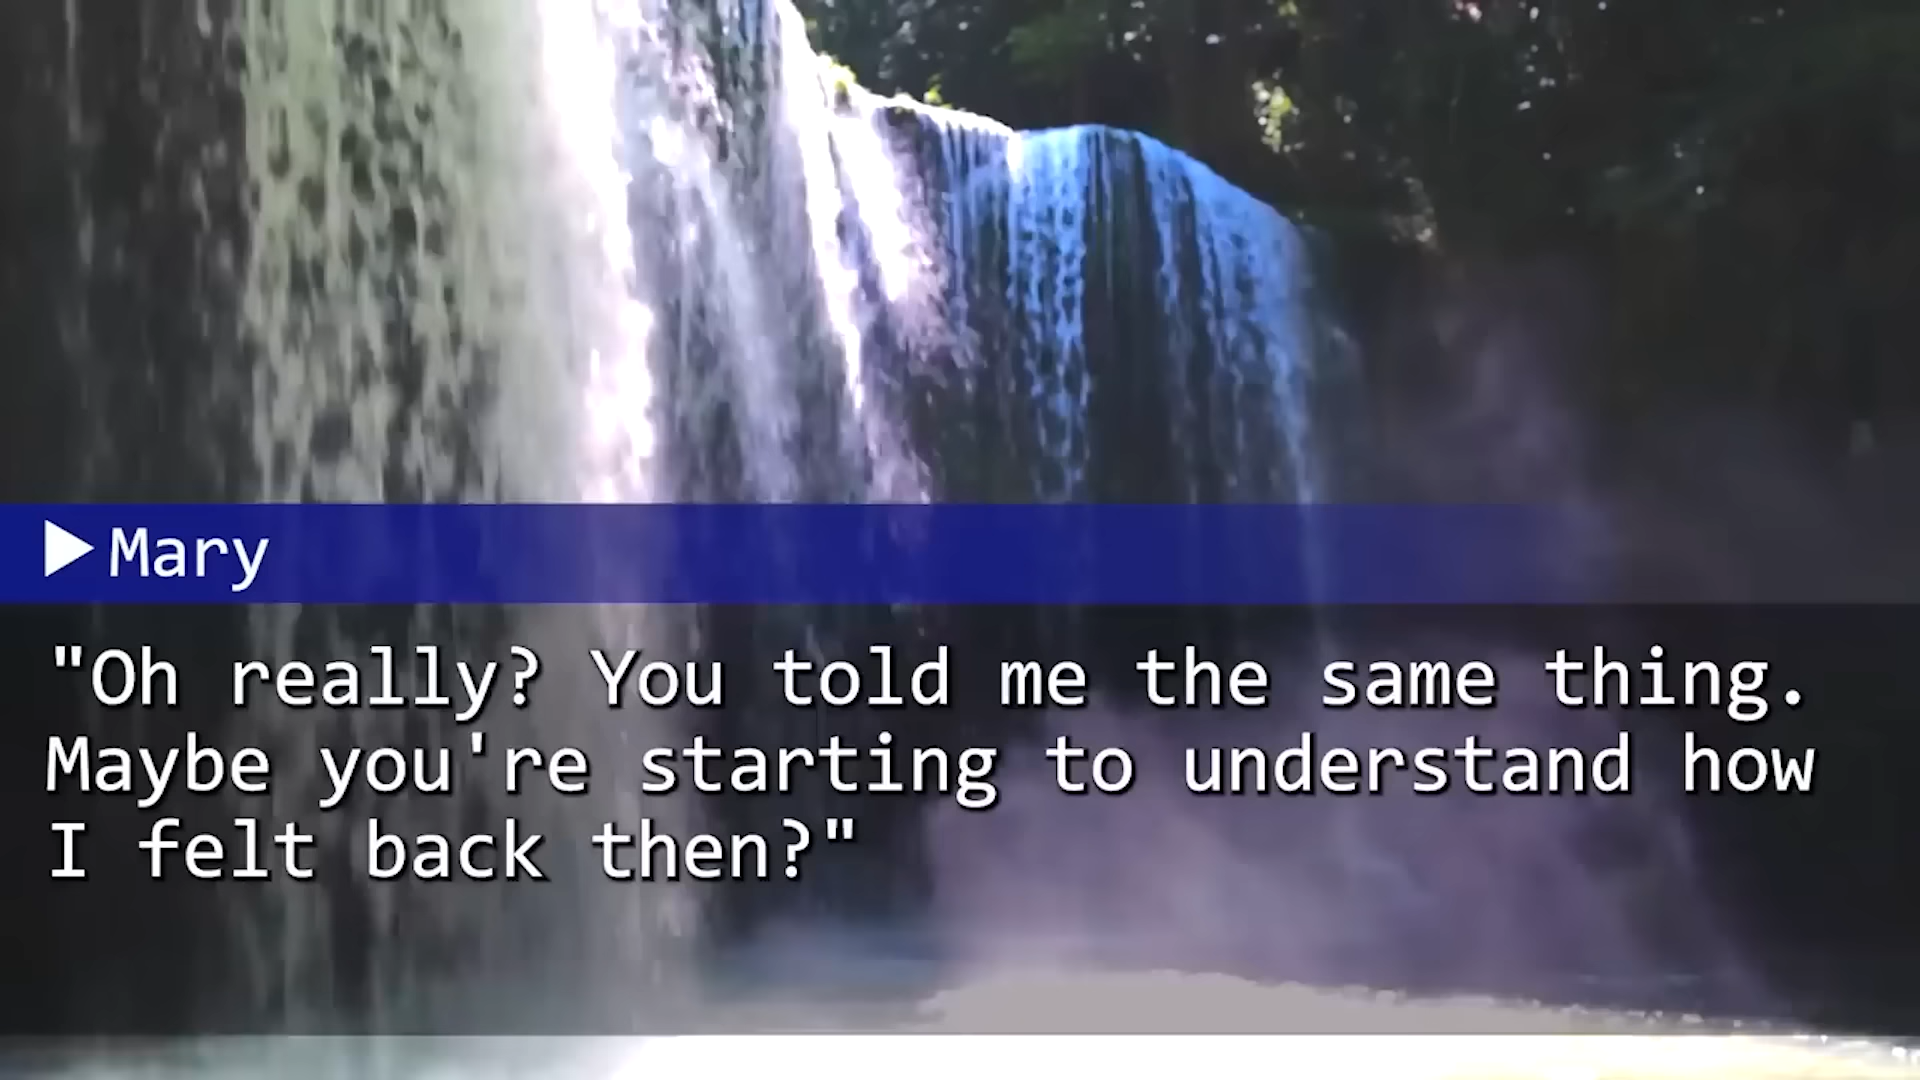 ▶Mary
"Oh really? You told me the same thing.
Maybe you're starting to understand how
I felt back then?"